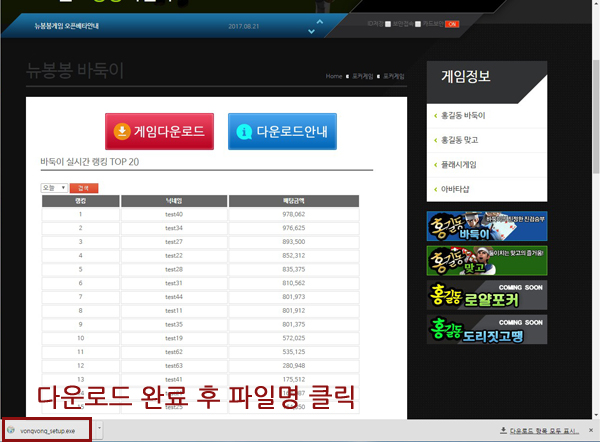 뉴봉봉게임 오픈베타안내
2017.08.21
ID저장 보안접속 키보드보안 ON
뉴봉봉 바둑이
Home 포커게임 포커게임
게임다운로드
다운로드안내
바둑이 실시간 랭킹 TOP 20
오늘 검색
랭킹 닉네임 배당금액
1 test40 978,062
2 test34 976,625
3 test27 893,500
4 test22 852,312
5 test28 835,375
6 test31 810,562
7 test44 801,973
8 test11 801,912
9 test35 801,375
10 test19 572,025
11 test62 535,125
12 test63 280,948
13 test41 175,512
다운로드 완료 후 파일명 클릭
게임정보
홍길동 바둑이
홍길동 맞고
플래시게임
아바타샵
홍길동 바둑이
홍길동 맞고
COMING SOON
홍길동 로얄포커
COMING SOON
홍길동 도리짓고땡
vongvong_setup.exe
다운로드 항목 모두 표시...